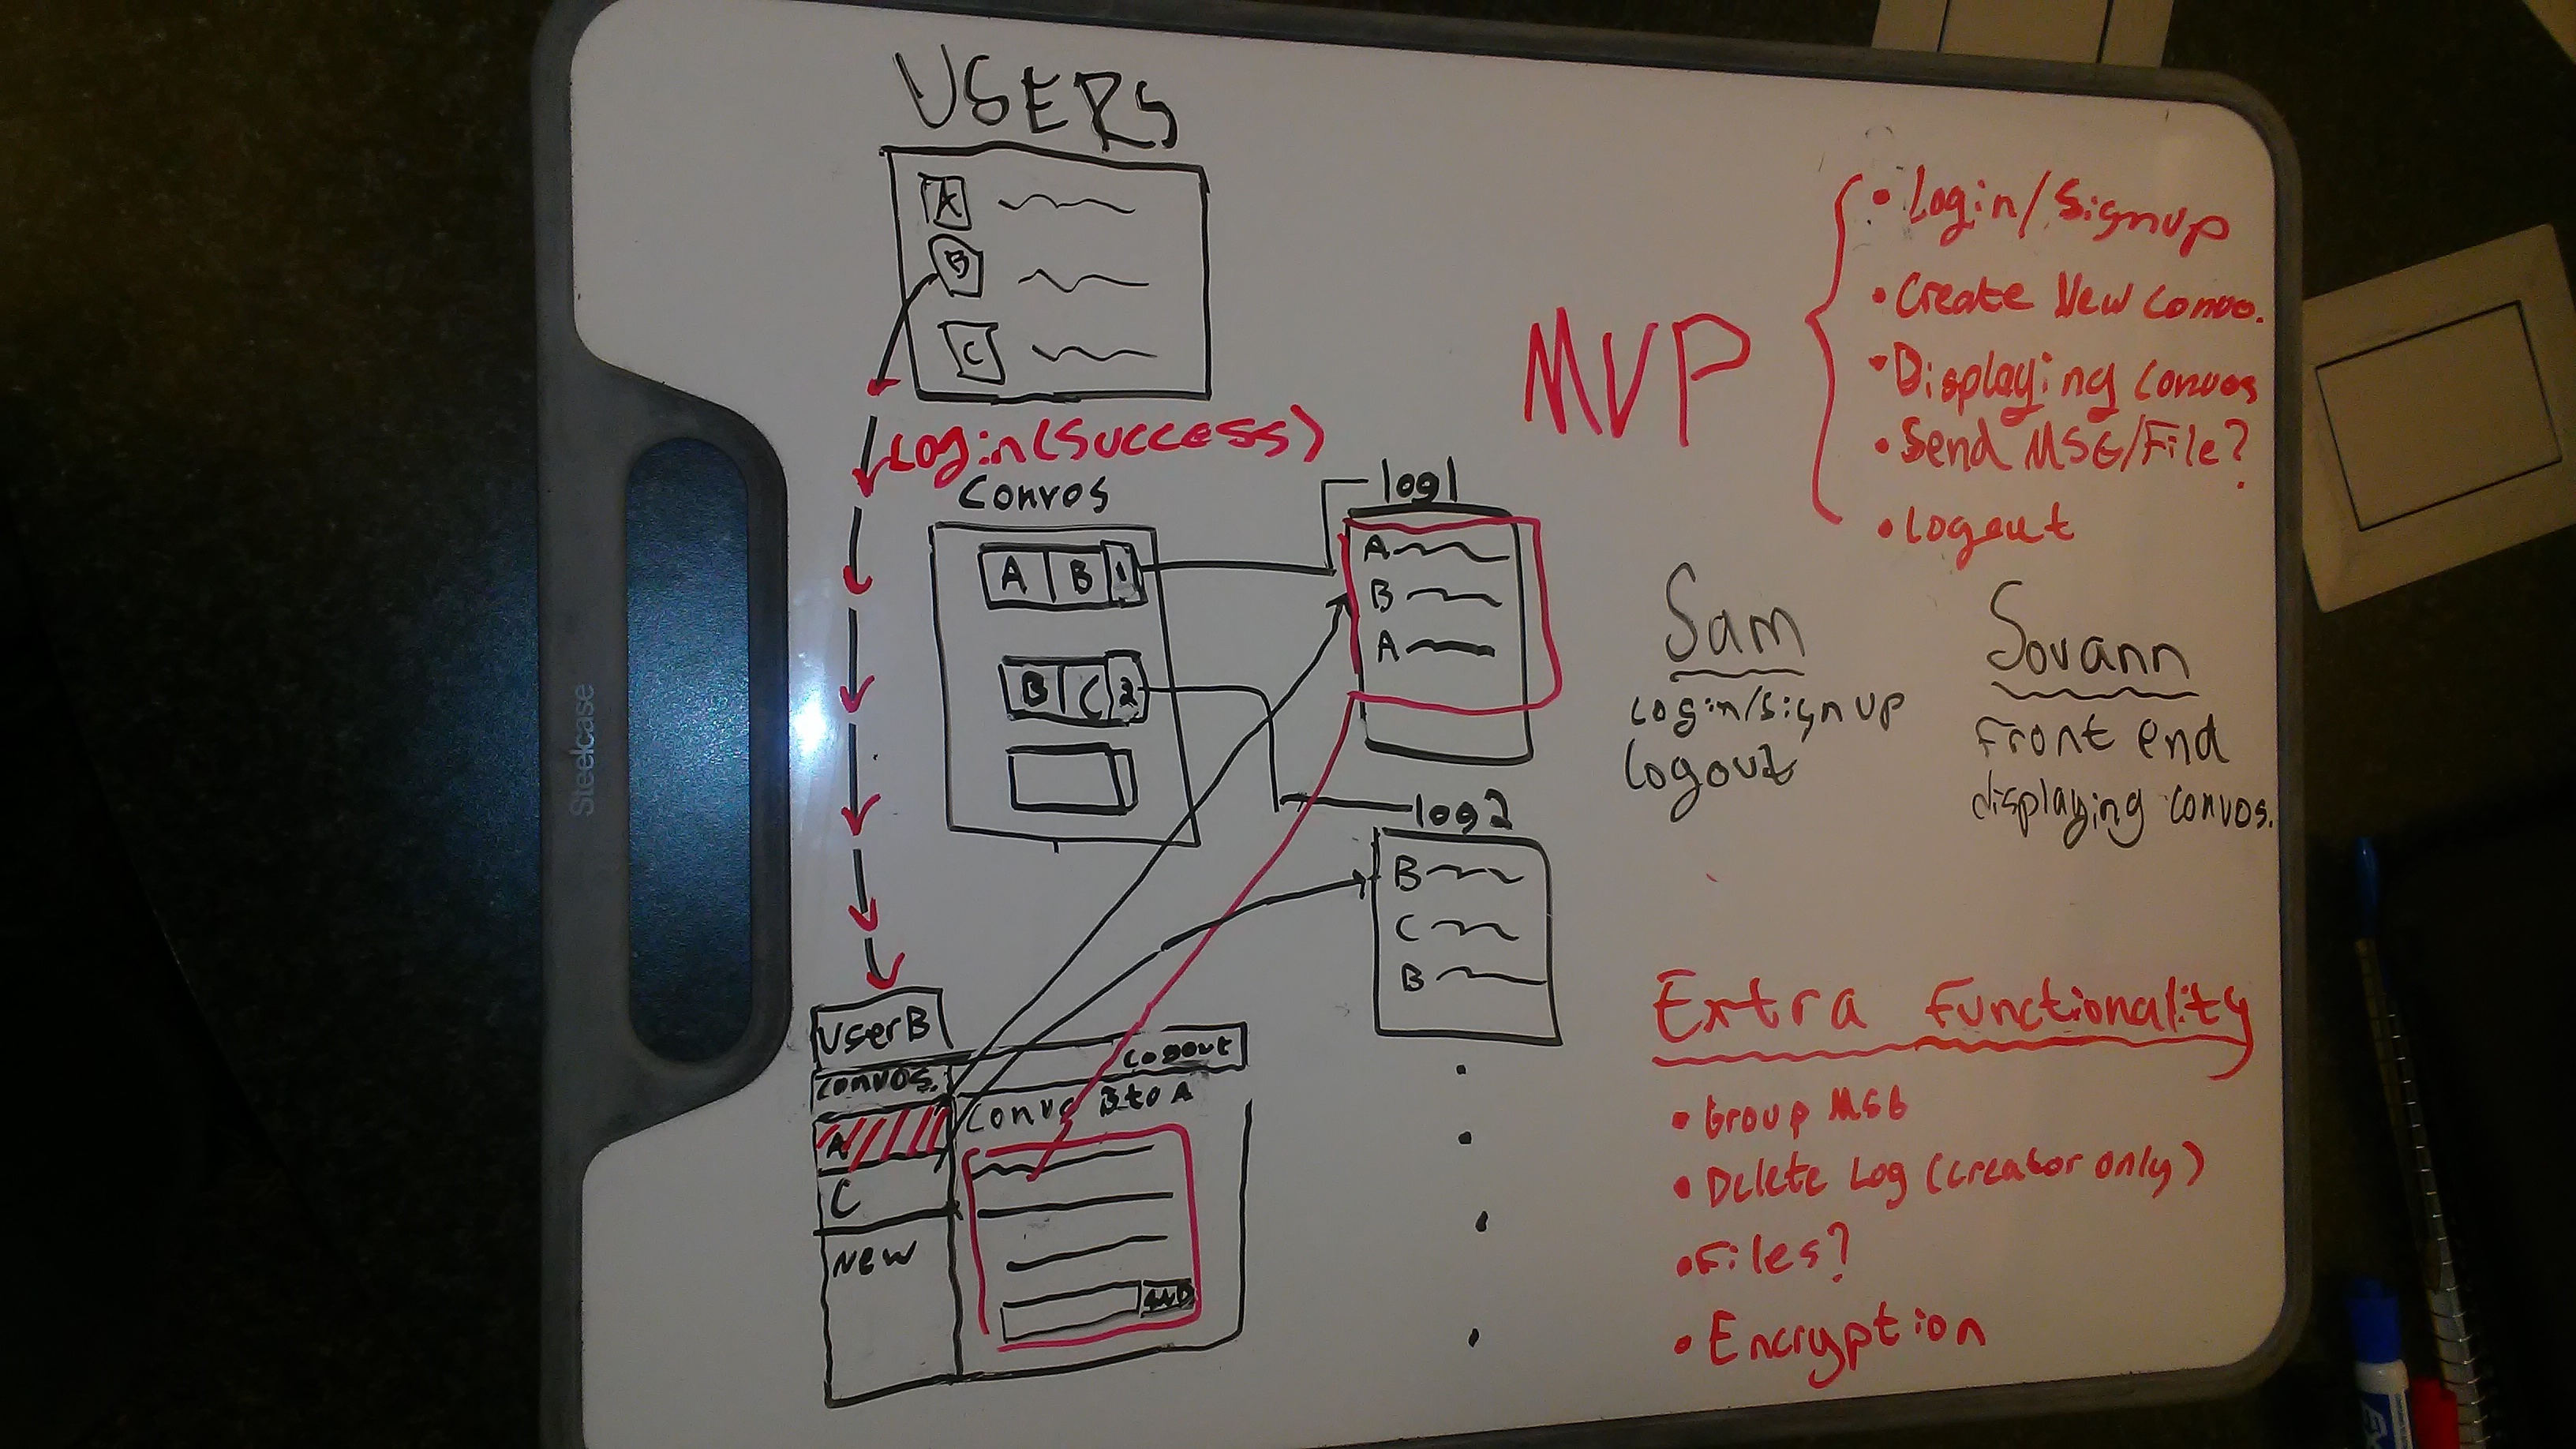 USERS
A
B
C
Login(Success)
Convos
A B 1
B C 2
log1
A
B
A
log2
B
C
B
UserB
Logout
convos.
A
C
New
Convo B to A
MVP
• Login/Signup
• Create New Convo.
• Displaying Convos
• Send MSG/File?
• Logout
Sam
Login/Signup
Logout
Sovann
Front end
displaying convos.
Extra Functionality
• Group MSG
• Delete Log (creator only)
• Files?
• Encryption
Steelcase